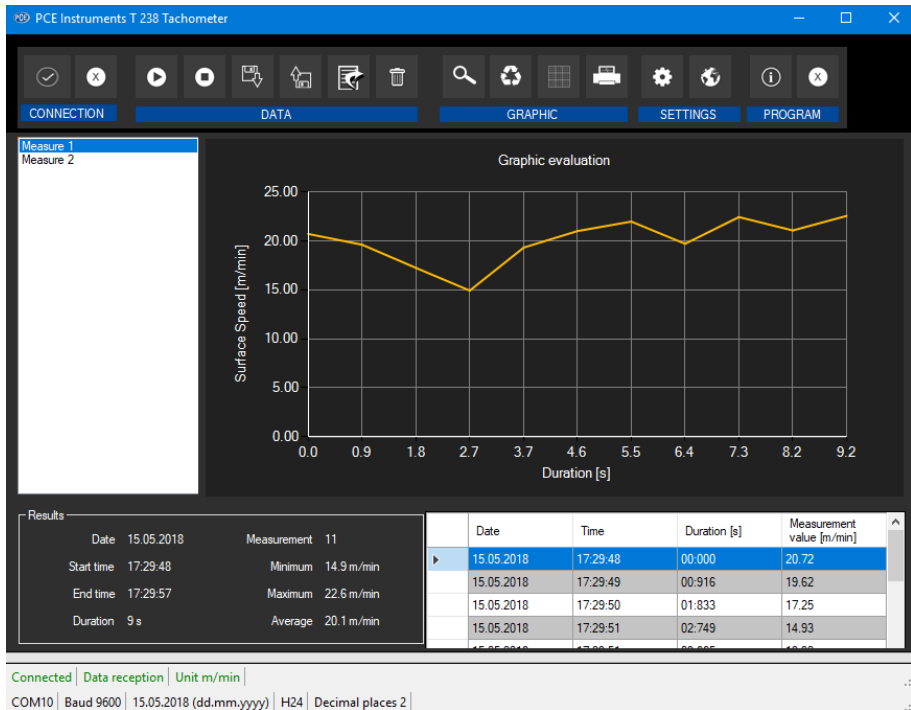 PCE Instruments T 238 Tachometer
CONNECTION DATA GRAPHIC SETTINGS PROGRAM
Measure 1
Measure 2
Graphic evaluation
25.00
20.00
15.00
10.00
5.00
0.00
Surface Speed [m/min]
0.0 0.9 1.8 2.7 3.7 4.6 5.5 6.4 7.3 8.2 9.2
Duration [s]
Results
Date 15.05.2018 Measurement 11
Start time 17:29:48 Minimum 14.9 m/min
End time 17:29:57 Maximum 22.6 m/min
Duration 9 s Average 20.1 m/min
Date Time Duration [s] Measurement value [m/min]
15.05.2018 17:29:48 00:000 20.72
15.05.2018 17:29:49 00:916 19.62
15.05.2018 17:29:50 01:833 17.25
15.05.2018 17:29:51 02:749 14.93
Connected Data reception Unit m/min
COM10 Baud 9600 15.05.2018 (dd.mm.yyyy) H24 Decimal places 2